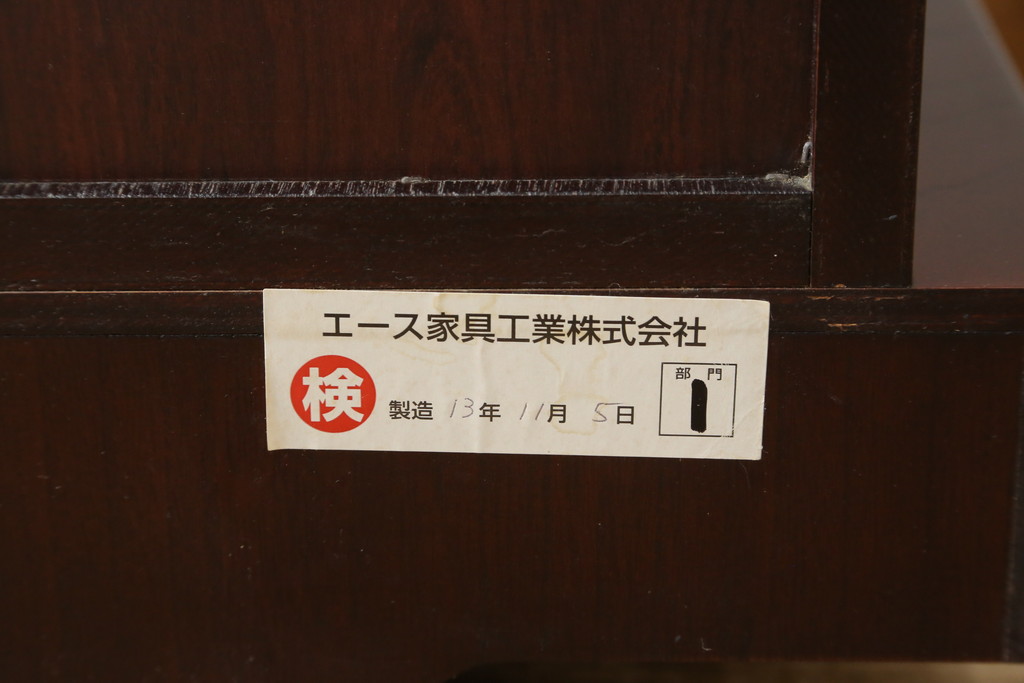 エース家具工業株式会社
検
製造 13年 11月 5日
部 門
1